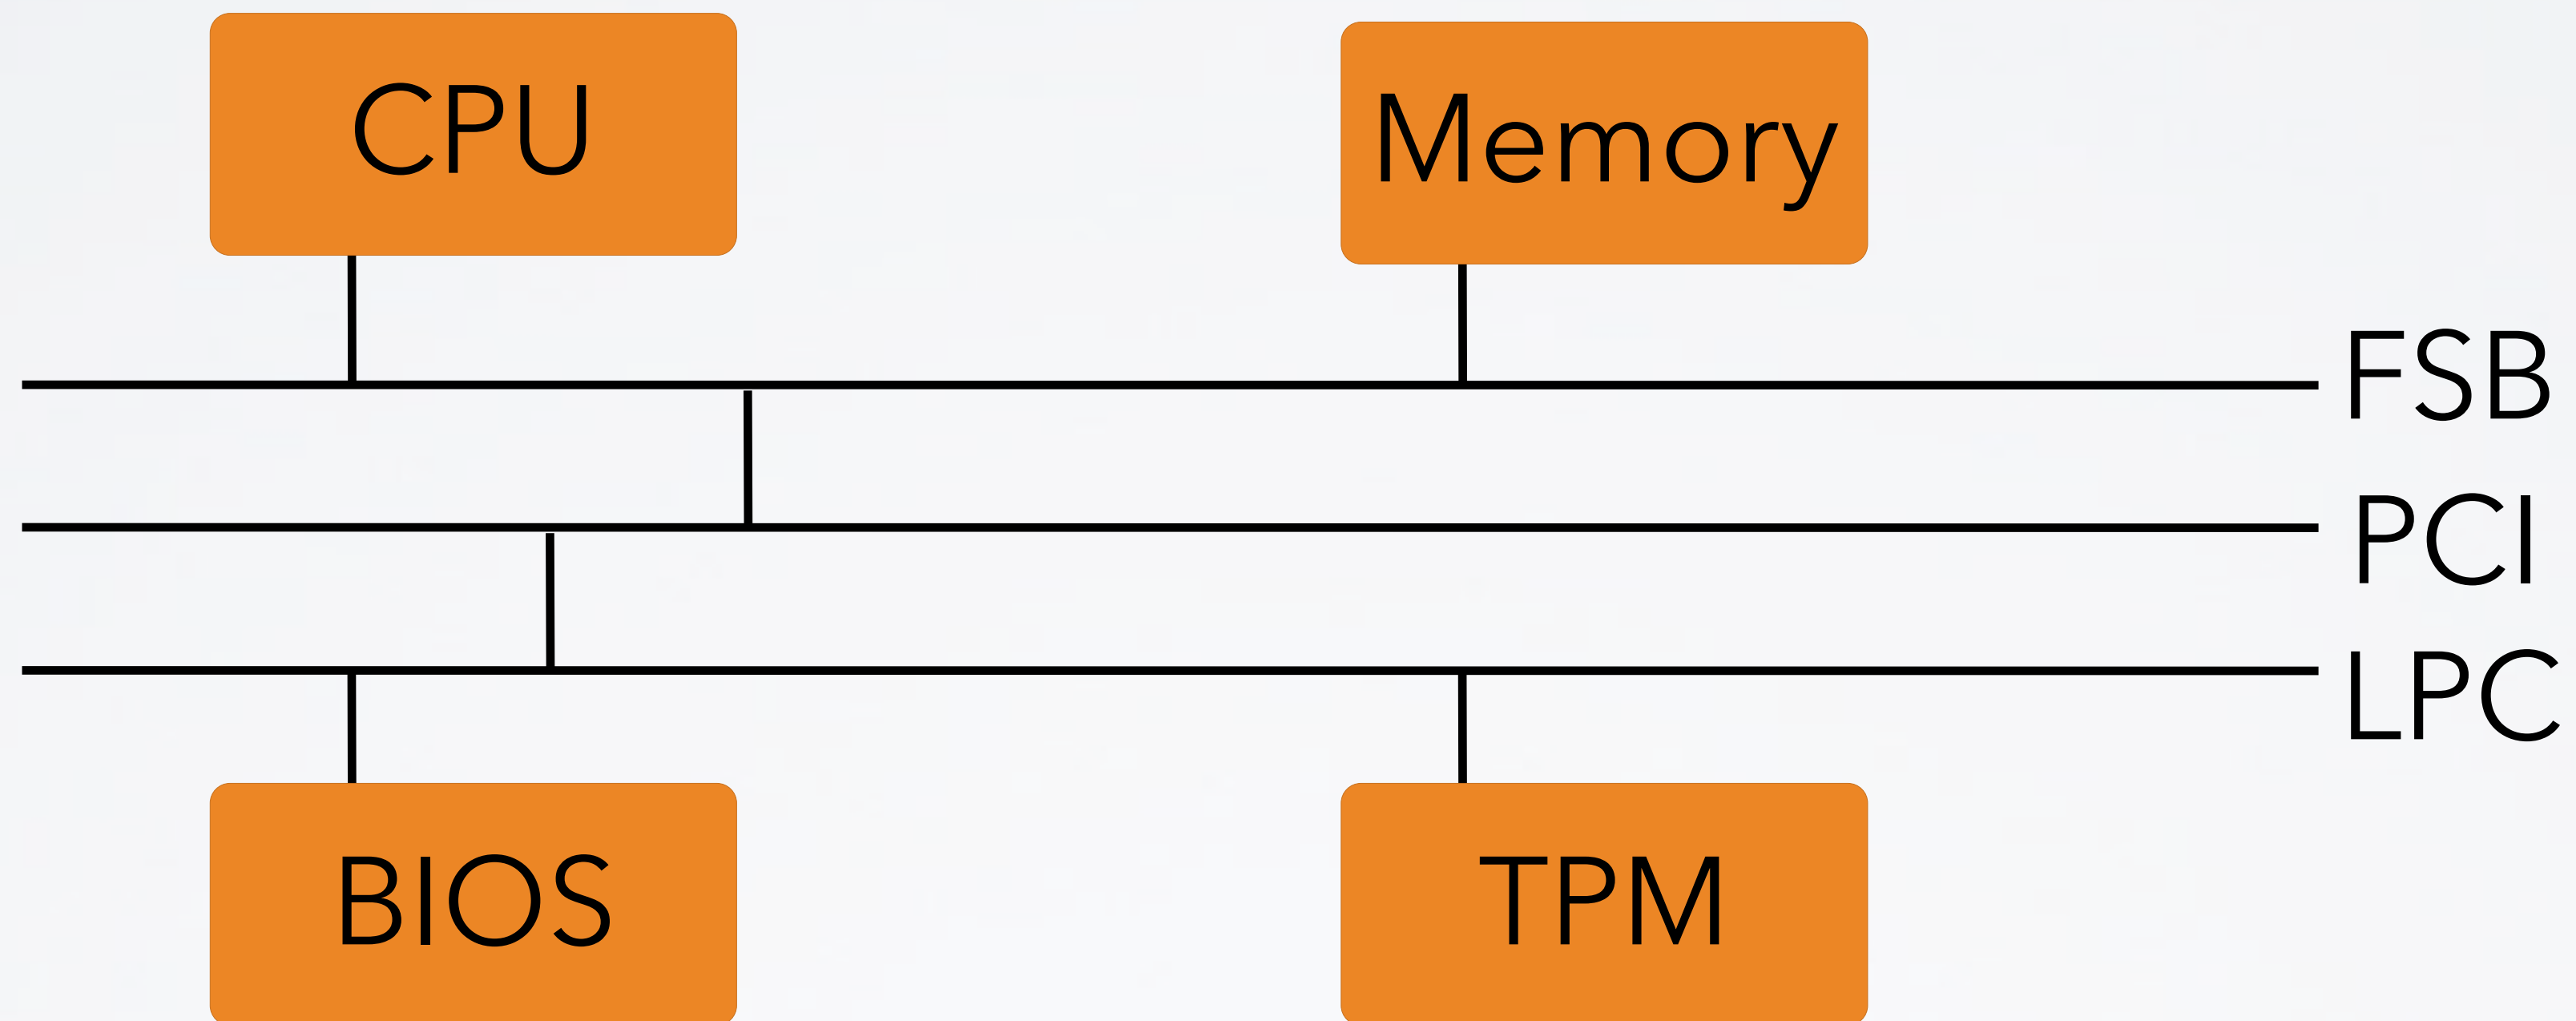 CPU
Memory
FSB
PCI
LPC
BIOS
TPM